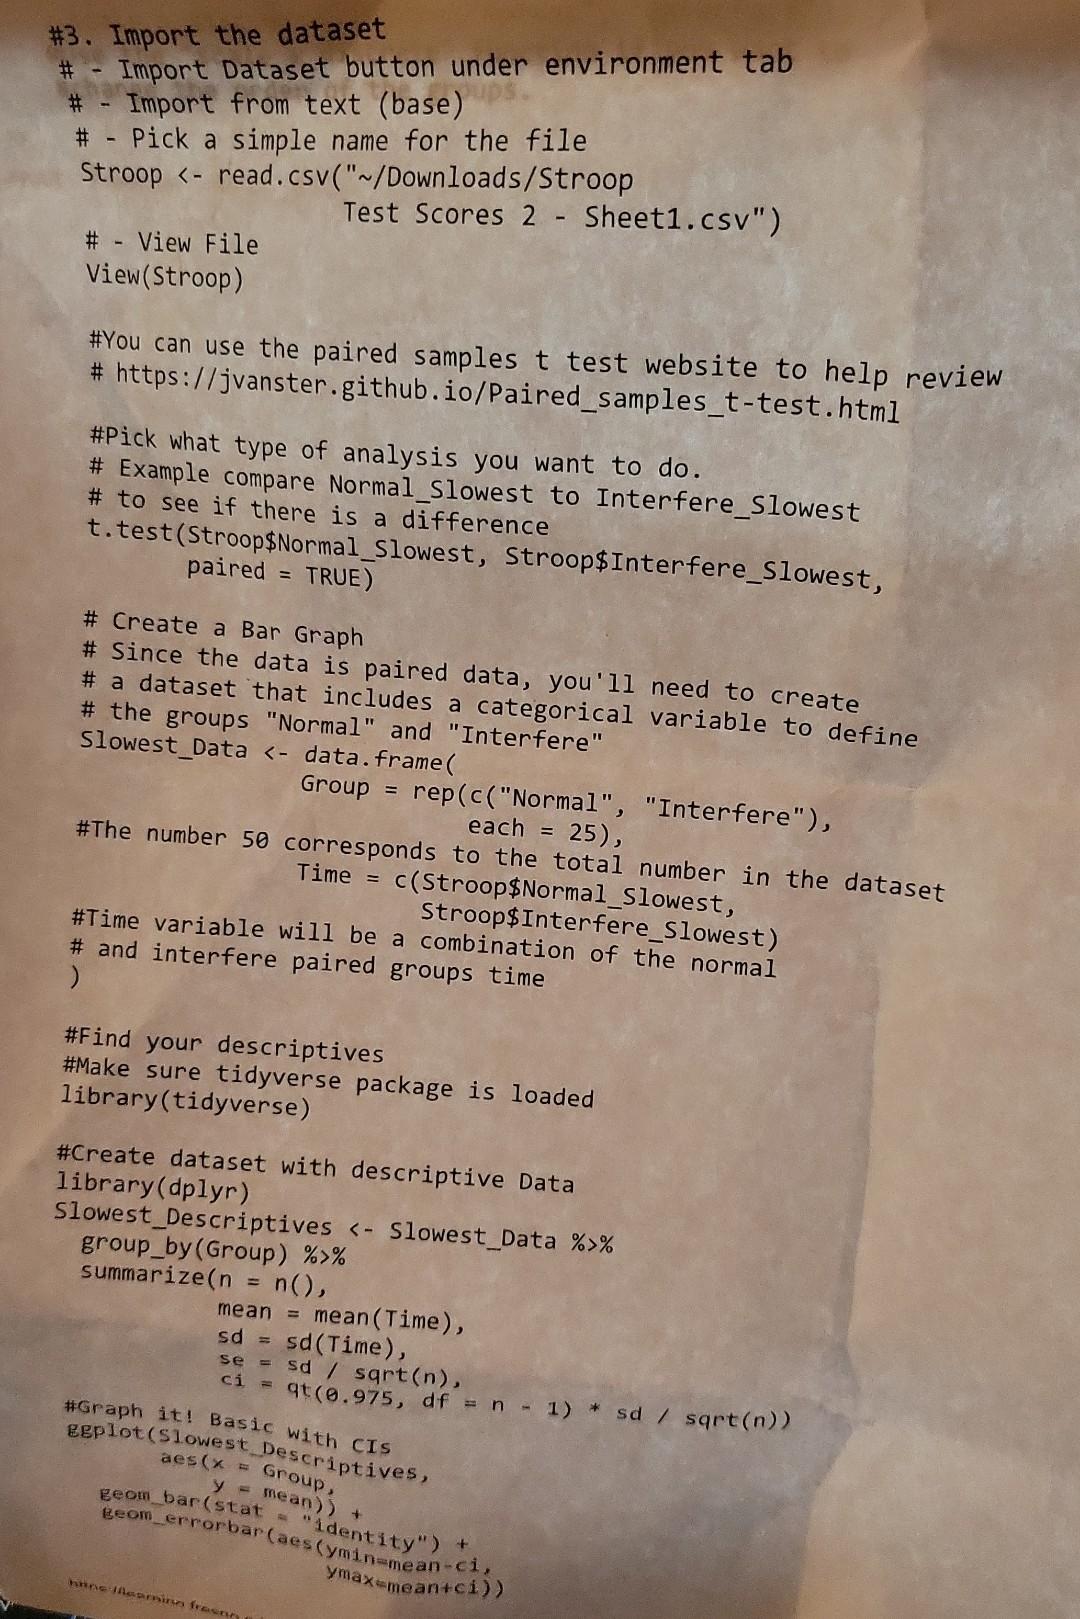 #3. Import the dataset
# - Import Dataset button under environment tab
# - Import from text (base)
# - Pick a simple name for the file
Stroop <- read.csv("~/Downloads/Stroop
Test Scores 2 - Sheet1.csv")
# - View File
View(Stroop)
#You can use the paired samples t test website to help review
# https://jvanster.github.io/Paired_samples_t-test.html
#Pick what type of analysis you want to do.
# Example compare Normal_Slowest to Interfere_Slowest
# to see if there is a difference
t.test(Stroop$Normal_Slowest, Stroop$Interfere_Slowest,
paired = TRUE)
# Create a Bar Graph
# Since the data is paired data, you'll need to create
# a dataset that includes a categorical variable to define
# the groups "Normal" and "Interfere"
Slowest_Data <- data.frame(
Group = rep(c("Normal", "Interfere"),
each = 25),
#The number 50 corresponds to the total number in the dataset
Time = c(Stroop$Normal_Slowest,
Stroop$Interfere_Slowest)
#Time variable will be a combination of the normal
# and interfere paired groups time
)
#Find your descriptives
#Make sure tidyverse package is loaded
library(tidyverse)
#Create dataset with descriptive Data
library(dplyr)
Slowest_Descriptives <- Slowest_Data %>%
group_by(Group) %>%
summarize(n = n(),
mean = mean(Time),
sd = sd(Time),
se = sd / sqrt(n),
ci = qt(0.975, df = n - 1) * sd / sqrt(n))
#Graph it! Basic with CIs
ggplot(Slowest_Descriptives,
aes(x = Group,
y = mean)) +
geom_bar(stat = "identity") +
geom_errorbar(aes(ymin=mean-ci,
ymax=mean+ci))